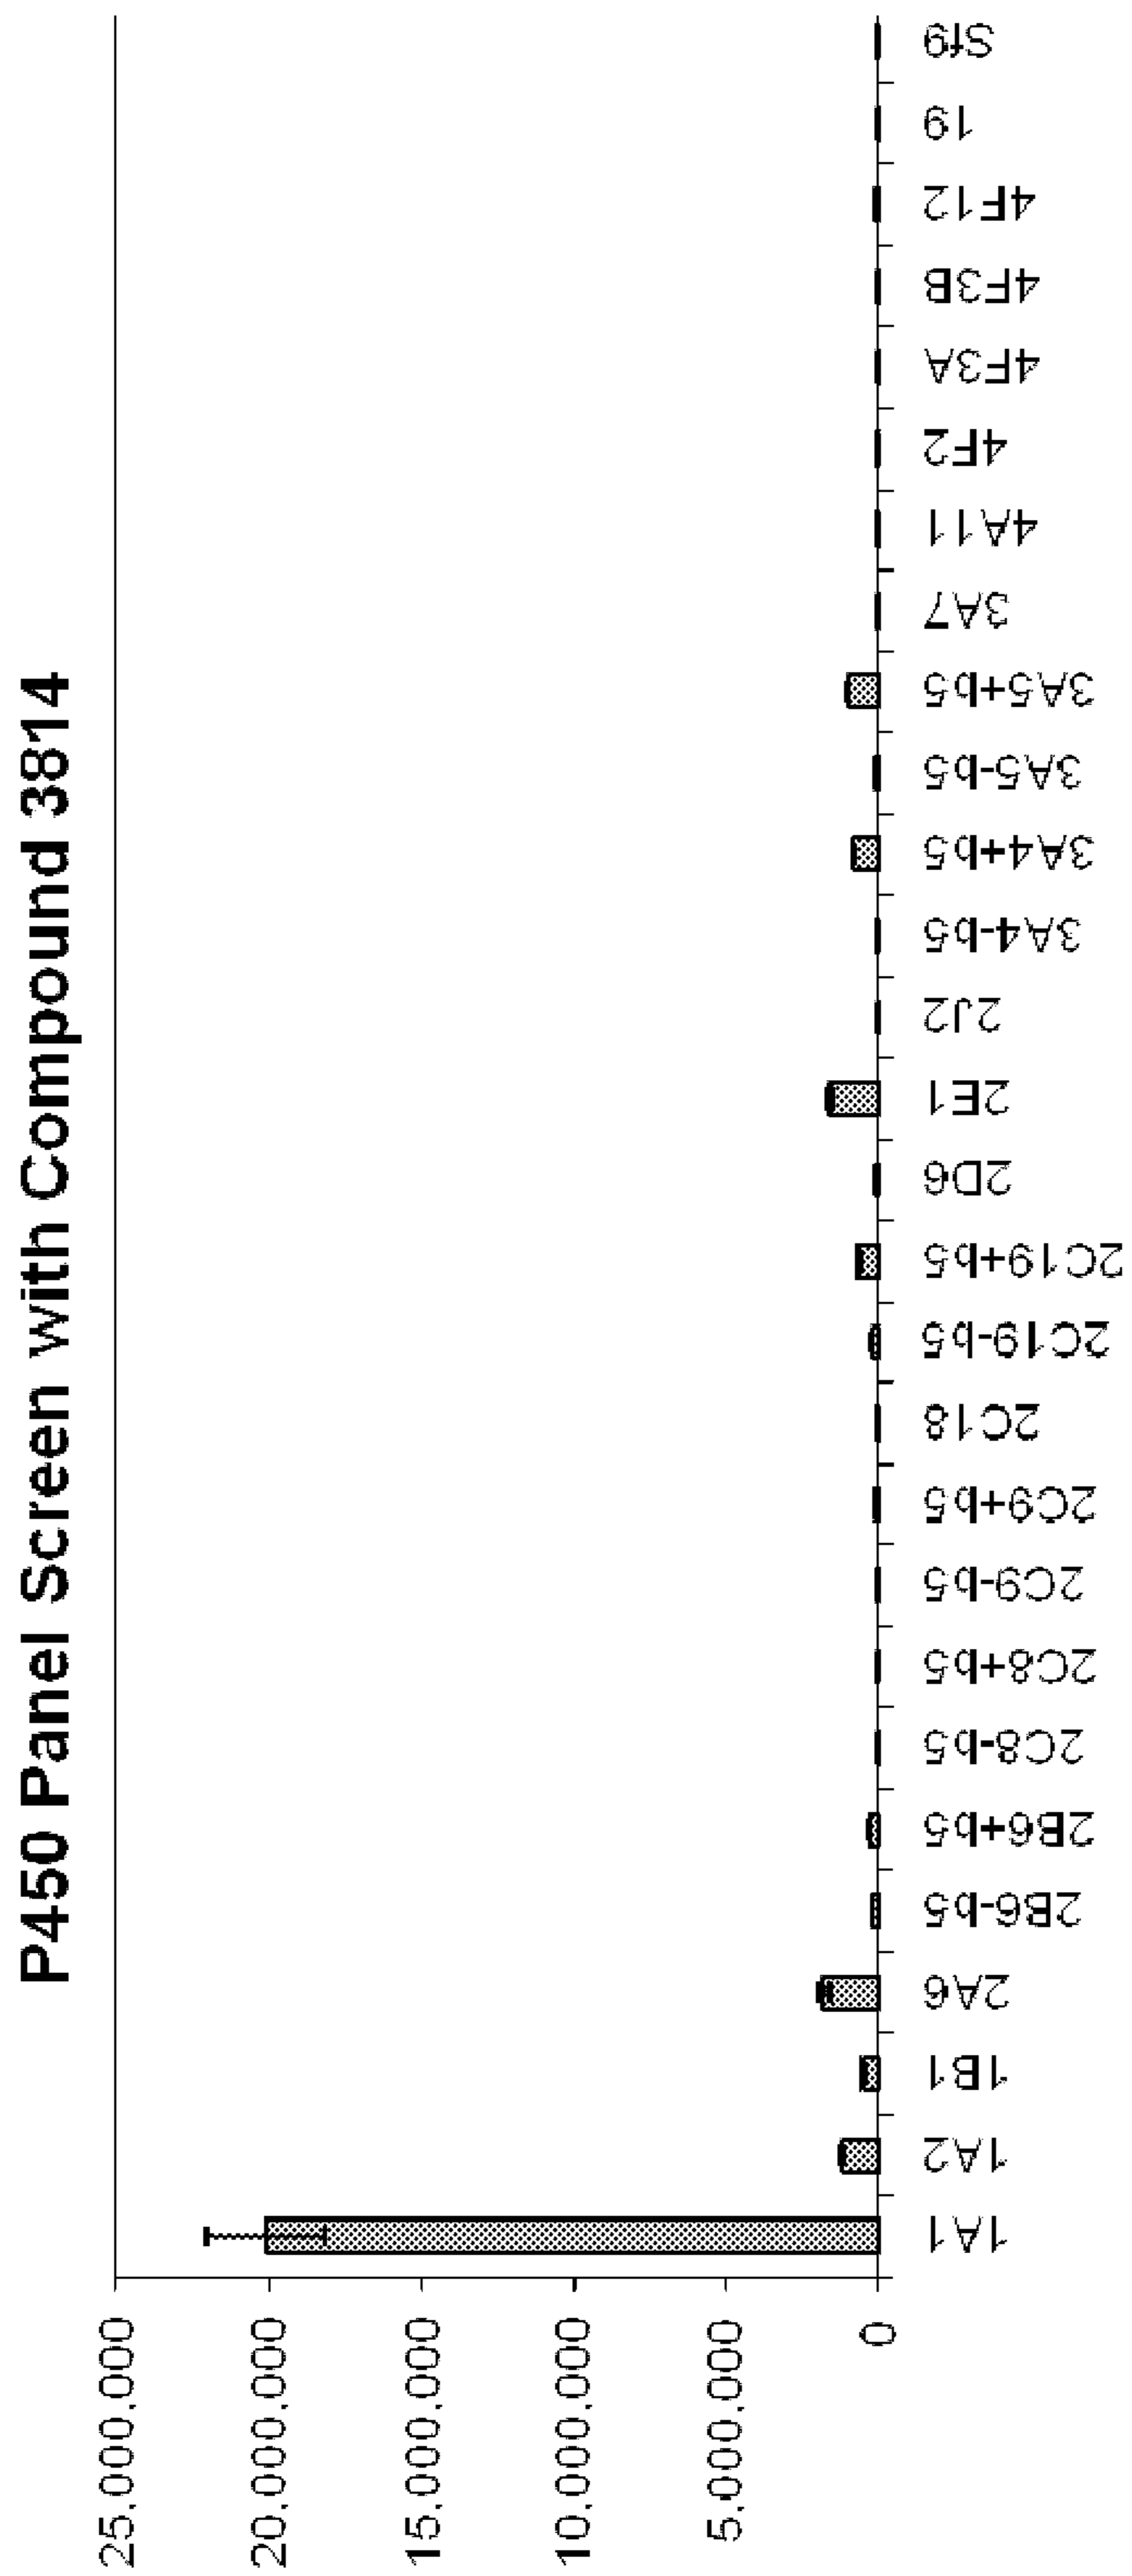 P450 Panel Screen with Compound 3814
25,000,000
20,000,000
15,000,000
10,000,000
5,000,000
0
1A1
1A2
1B1
2A6
2B6-b5
2B6+b5
2C8-b5
2C8+b5
2C9-b5
2C9+b5
2C18
2C19-b5
2C19+b5
2D6
2E1
2J2
3A4-b5
3A4+b5
3A5-b5
3A5+b5
3A7
4A11
4F2
4F3A
4F3B
4F12
19
Sf9